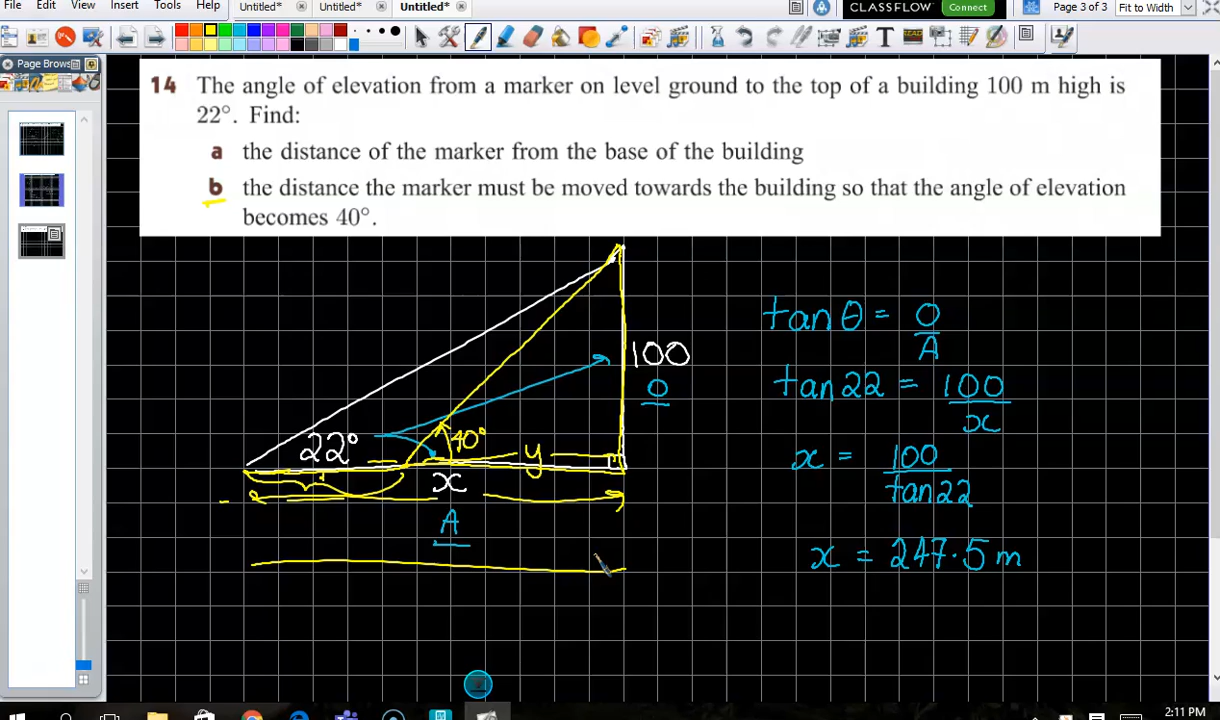 File Edit View Insert Tools Help Untitled* Untitled* Untitled* CLASSFLOW Connect Page 3 of 3 Fit to Width
Page Brows
14 The angle of elevation from a marker on level ground to the top of a building 100 m high is
22°. Find:
a the distance of the marker from the base of the building
b the distance the marker must be moved towards the building so that the angle of elevation
becomes 40°.
100
O
22°
40°
y
x
A
tan θ = O/A
tan22 = 100/x
x = 100/tan22
x = 247.5 m
2:11 PM